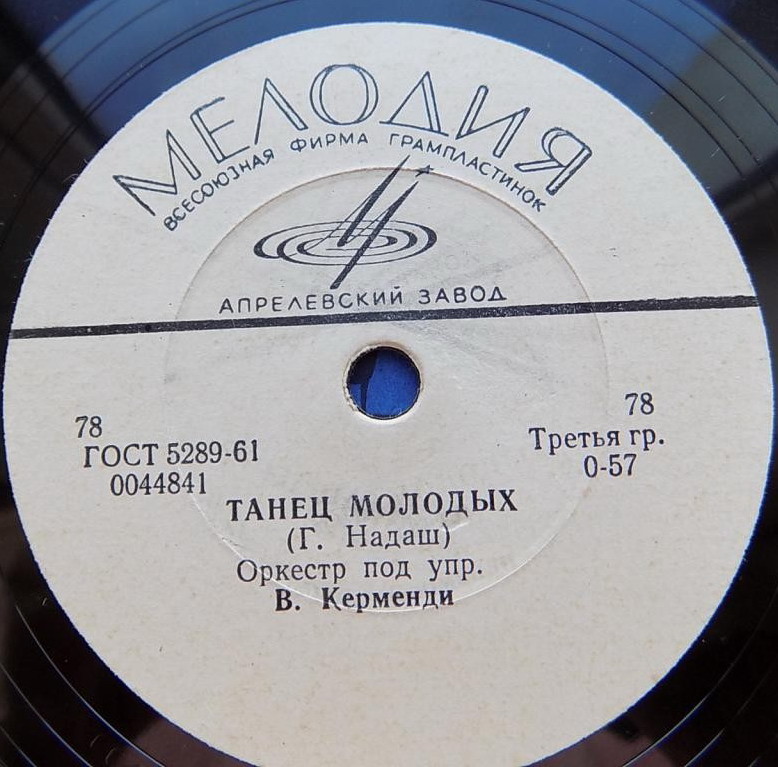 МЕЛОДИЯ
ВСЕСОЮЗНАЯ ФИРМА ГРАМПЛАСТИНОК
АПРЕЛЕВСКИЙ ЗАВОД
78
ГОСТ 5289-61
0044841
78
Третья гр.
0-57
ТАНЕЦ МОЛОДЫХ
(Г. Надаш)
Оркестр под упр.
В. Керменди